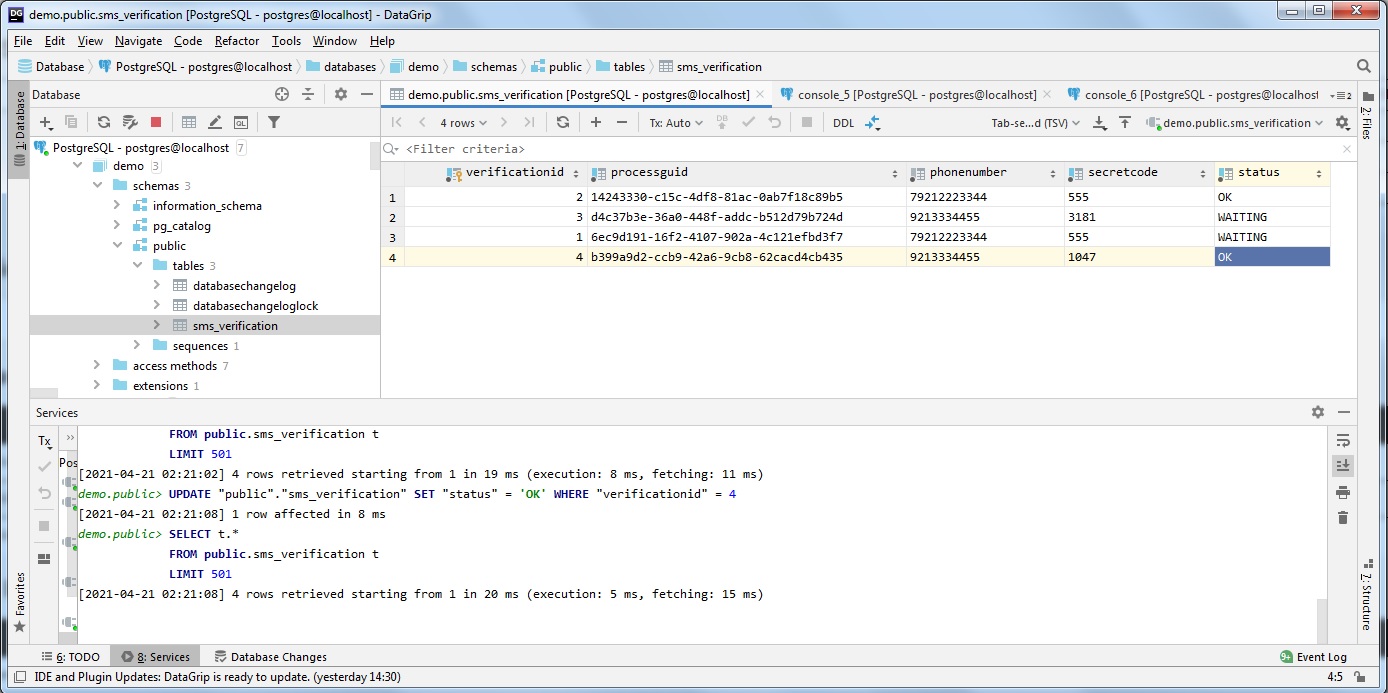 demo.public.sms_verification [PostgreSQL - postgres@localhost] - DataGrip
File Edit View Navigate Code Refactor Tools Window Help
Database PostgreSQL - postgres@localhost databases demo schemas public tables sms_verification
1: Database
Database
demo.public.sms_verification [PostgreSQL - postgres@localhost] console_5 [PostgreSQL - postgres@localhost] console_6 [PostgreSQL - postgres@localhost 2
2: Files
4 rows Tx: Auto DB DDL Tab-se...d (TSV) demo.public.sms_verification
<Filter criteria>
PostgreSQL - postgres@localhost 7
demo 3
schemas 3
information_schema
pg_catalog
public
tables 3
databasechangelog
databasechangeloglock
sms_verification
sequences 1
access methods 7
extensions 1
verificationid processguid phonenumber secretcode status
1 2 14243330-c15c-4df8-81ac-0ab7f18c89b5 79212223344 555 OK
2 3 d4c37b3e-36a0-448f-addc-b512d79b724d 9213334455 3181 WAITING
3 1 6ec9d191-16f2-4107-902a-4c121efbd3f7 79212223344 555 WAITING
4 4 b399a9d2-ccb9-42a6-9cb8-62cacd4cb435 9213334455 1047 OK
Services
Tx
Pos
FROM public.sms_verification t
LIMIT 501
[2021-04-21 02:21:02] 4 rows retrieved starting from 1 in 19 ms (execution: 8 ms, fetching: 11 ms)
demo.public> UPDATE "public"."sms_verification" SET "status" = 'OK' WHERE "verificationid" = 4
[2021-04-21 02:21:08] 1 row affected in 8 ms
demo.public> SELECT t.*
FROM public.sms_verification t
LIMIT 501
[2021-04-21 02:21:08] 4 rows retrieved starting from 1 in 20 ms (execution: 5 ms, fetching: 15 ms)
Favorites
7: Structure
6: TODO 8: Services Database Changes 9+ Event Log
IDE and Plugin Updates: DataGrip is ready to update. (yesterday 14:30) 4:5